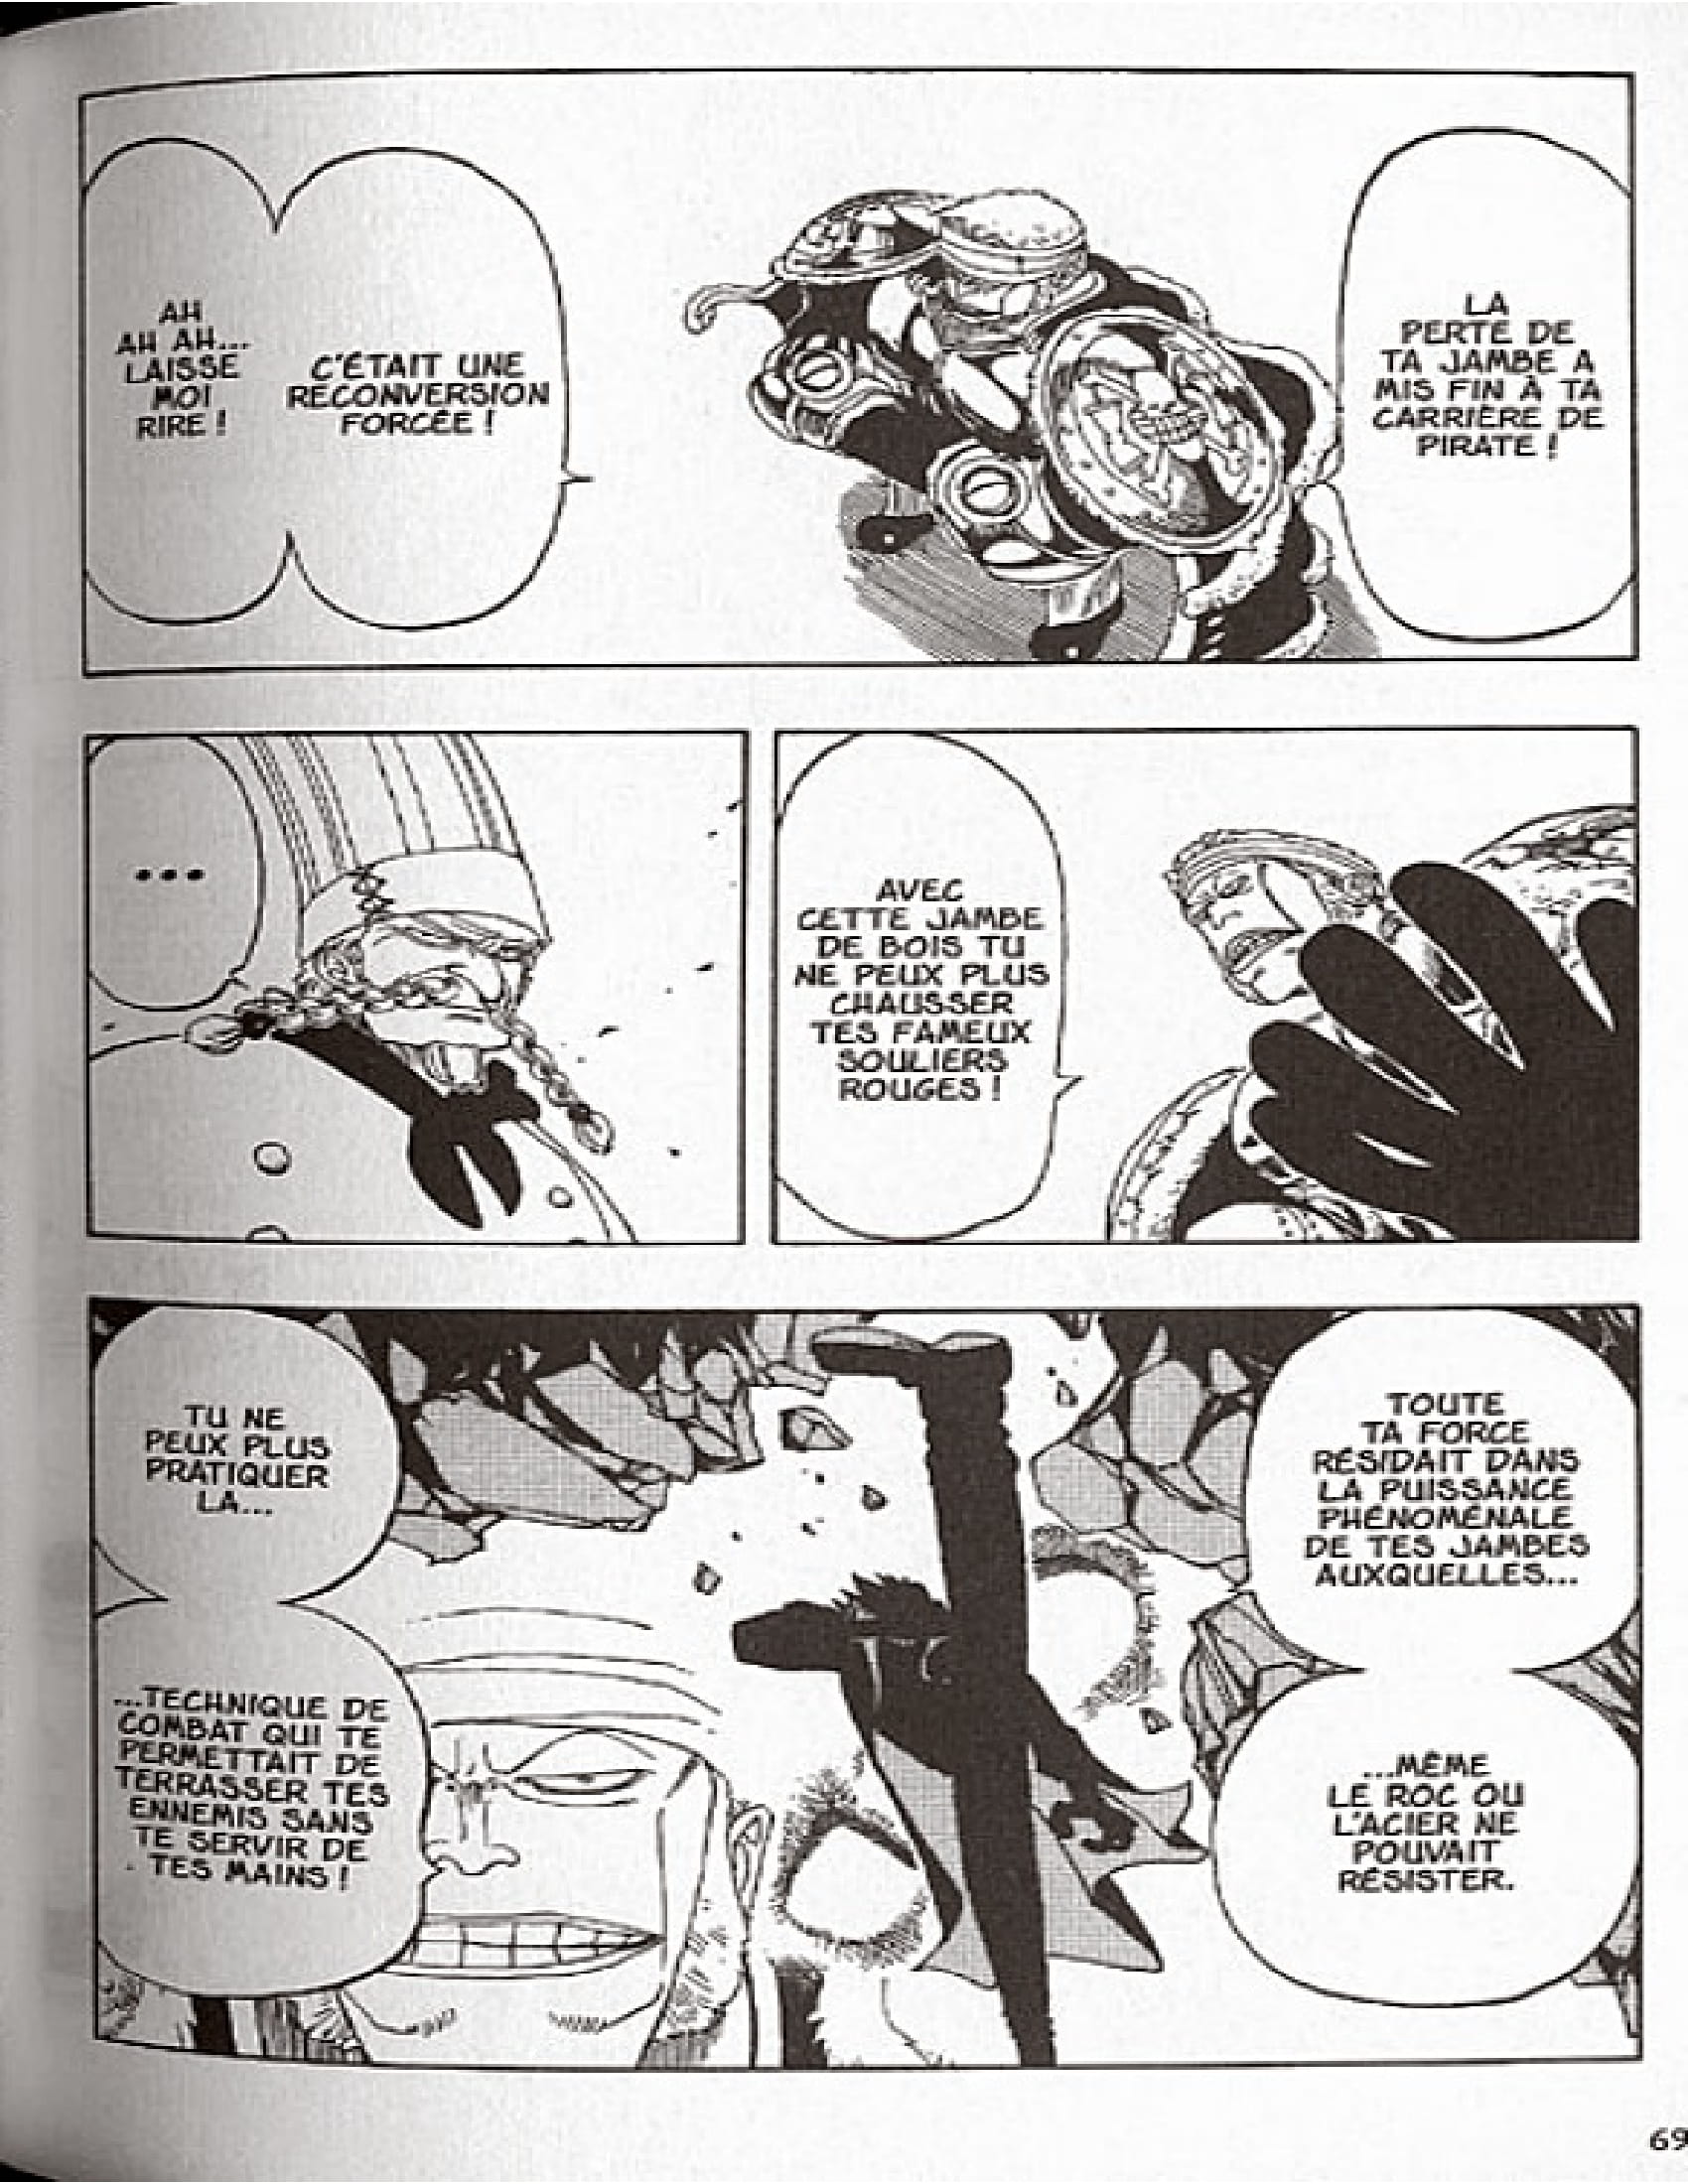 LA
PERTE DE
TA JAMBE A
MIS FIN À TA
CARRIÈRE DE
PIRATE !
C'ÉTAIT UNE
RECONVERSION
FORCÉE !
AH
AH AH...
LAISSE
MOI
RIRE !
AVEC
CETTE JAMBE
DE BOIS TU
NE PEUX PLUS
CHAUSSER
TES FAMEUX
SOULIERS
ROUGES !
...
TOUTE
TA FORCE
RÉSIDAIT DANS
LA PUISSANCE
PHÉNOMÉNALE
DE TES JAMBES
AUXQUELLES...
...MÊME
LE ROC OU
L'ACIER NE
POUVAIT
RÉSISTER.
TU NE
PEUX PLUS
PRATIQUER
LA...
...TECHNIQUE DE
COMBAT QUI TE
PERMETTAIT DE
TERRASSER TES
ENNEMIS SANS
TE SERVIR DE
TES MAINS !
69